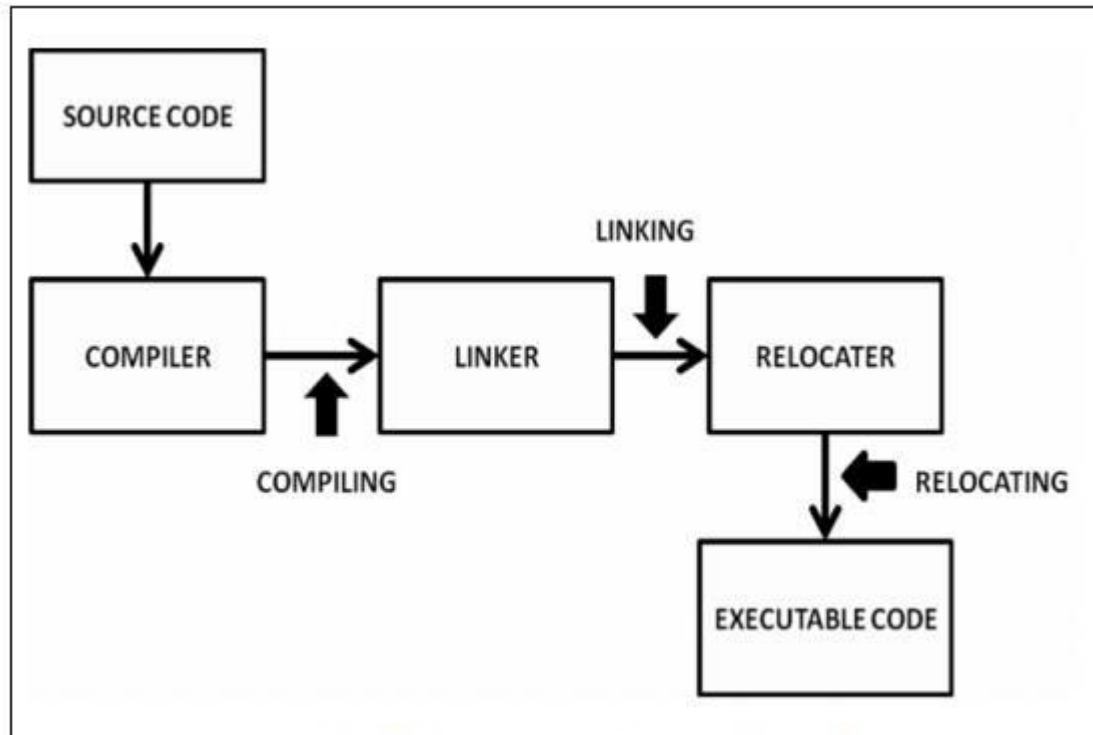 SOURCE CODE
LINKING
COMPILER
LINKER
RELOCATER
COMPILING
RELOCATING
EXECUTABLE CODE